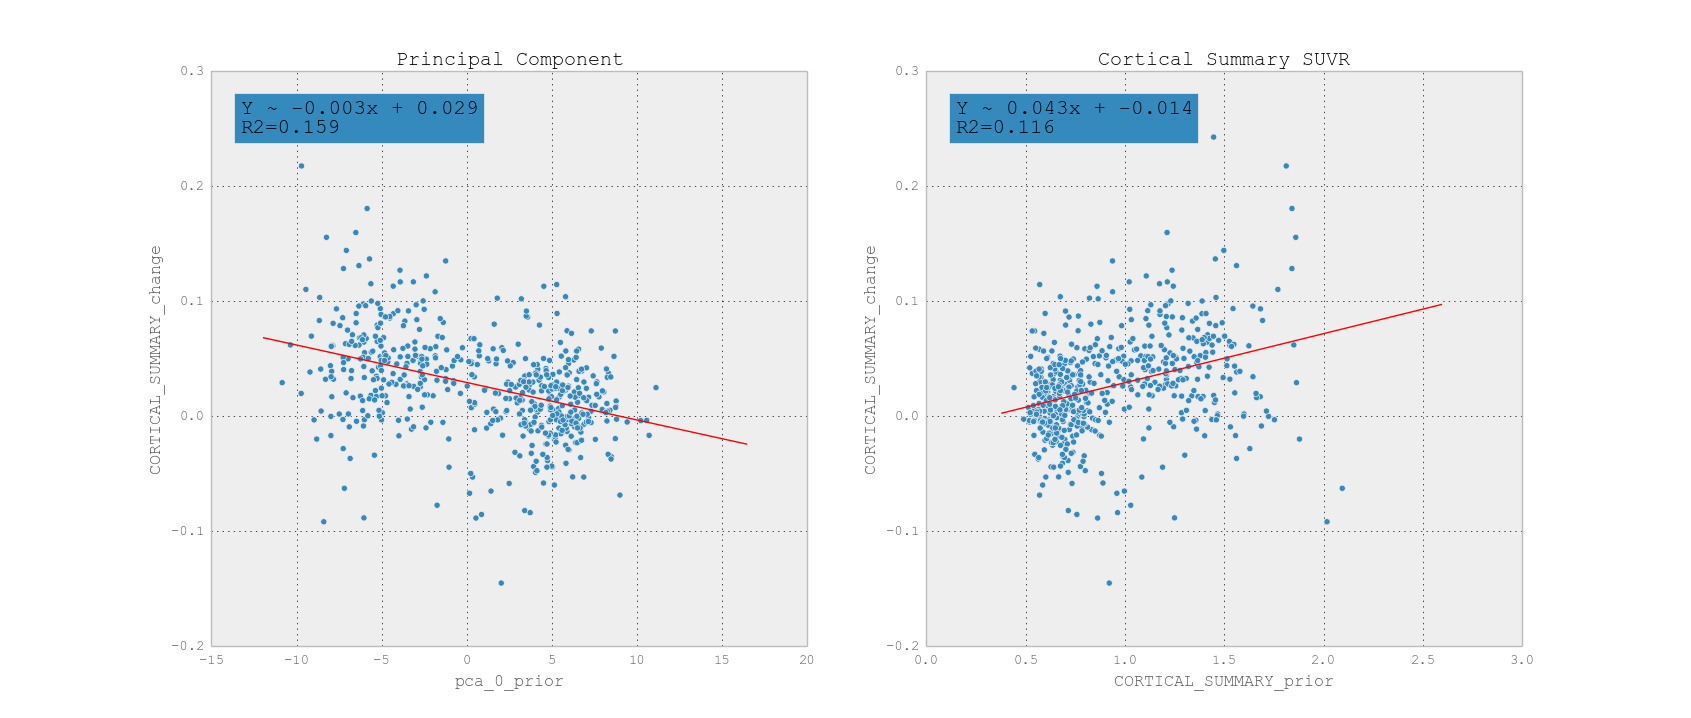 Principal Component
Y ~ -0.003x + 0.029
R2=0.159
0.3
0.2
0.1
0.0
−0.1
−0.2
−15
−10
−5
0
5
10
15
20
CORTICAL_SUMMARY_change
pca_0_prior
Cortical Summary SUVR
Y ~ 0.043x + -0.014
R2=0.116
0.3
0.2
0.1
0.0
−0.1
−0.2
0.0
0.5
1.0
1.5
2.0
2.5
3.0
CORTICAL_SUMMARY_change
CORTICAL_SUMMARY_prior